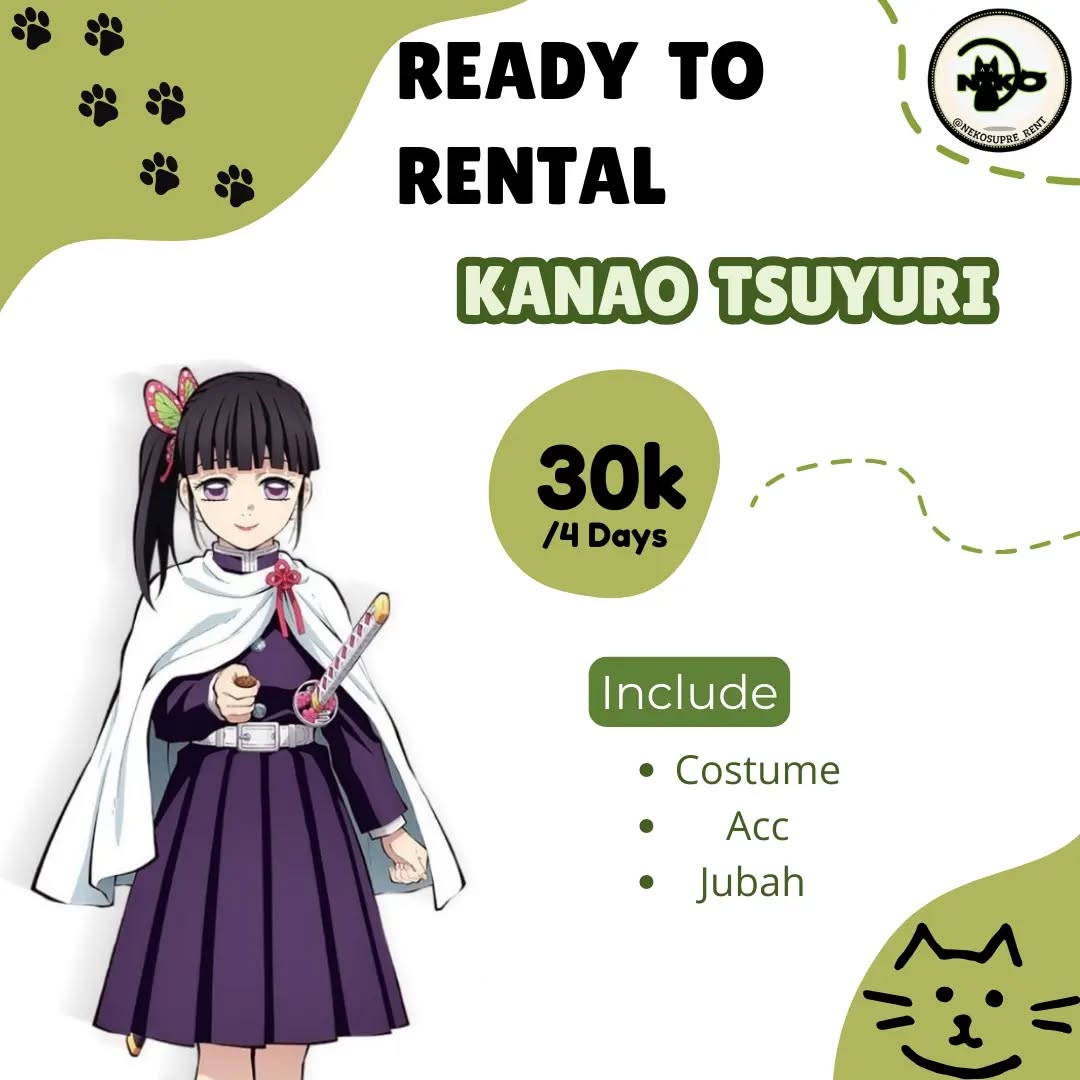 READY TO
RENTAL
NEKO
@NEKOSUPRE_RENT
KANAO TSUYURI
30k
/4 Days
Include
• Costume
• Acc
• Jubah